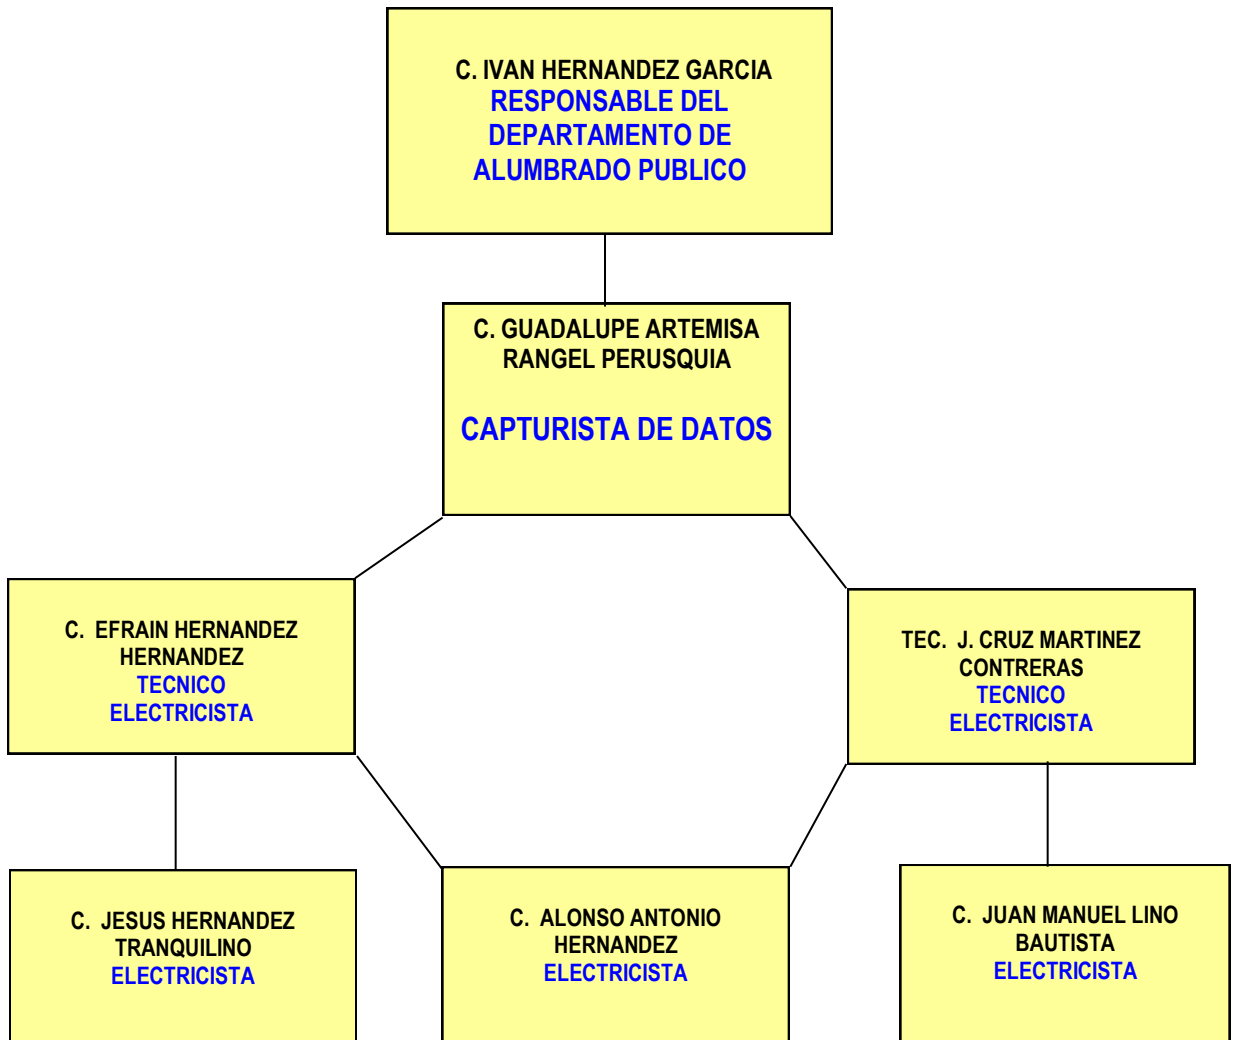 C. IVAN HERNANDEZ GARCIA
RESPONSABLE DEL
DEPARTAMENTO DE
ALUMBRADO PUBLICO
C. GUADALUPE ARTEMISA
RANGEL PERUSQUIA
CAPTURISTA DE DATOS
C. EFRAIN HERNANDEZ
HERNANDEZ
TECNICO
ELECTRICISTA
TEC. J. CRUZ MARTINEZ
CONTRERAS
TECNICO
ELECTRICISTA
C. JESUS HERNANDEZ
TRANQUILINO
ELECTRICISTA
C. ALONSO ANTONIO
HERNANDEZ
ELECTRICISTA
C. JUAN MANUEL LINO
BAUTISTA
ELECTRICISTA